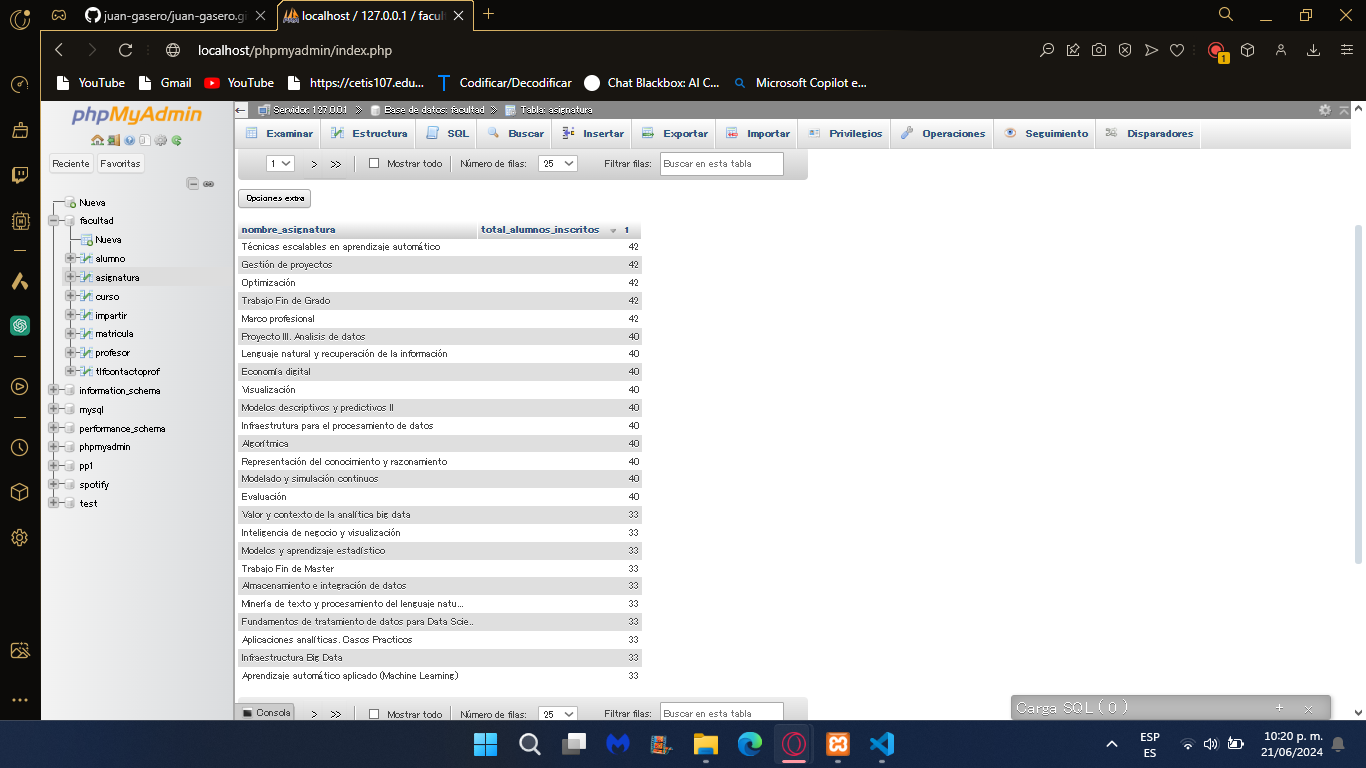 juan-gasero/juan-gasero.gi
localhost / 127.0.0.1 / facul
localhost/phpmyadmin/index.php
1
YouTube
Gmail
YouTube
https://cetis107.edu...
Codificar/Decodificar
Chat Blackbox: AI C...
Microsoft Copilot e...
phpMyAdmin
Reciente Favoritas
Nueva
facultad
Nueva
alumno
asignatura
curso
impartir
matricula
profesor
tlfcontactoprof
information_schema
mysql
performance_schema
phpmyadmin
pp1
spotify
test
Servidor: 127.0.0.1 » Base de datos: facultad » Tabla: asignatura
Examinar Estructura SQL Buscar Insertar Exportar Importar Privilegios Operaciones Seguimiento Disparadores
1 > >> Mostrar todo Número de filas: 25 Filtrar filas: Buscar en esta tabla
Opciones extra
nombre_asignatura total_alumnos_inscritos 1
Técnicas escalables en aprendizaje automático 42
Gestión de proyectos 42
Optimización 42
Trabajo Fin de Grado 42
Marco profesional 42
Proyecto III. Analisis de datos 40
Lenguaje natural y recuperación de la información 40
Economía digital 40
Visualización 40
Modelos descriptivos y predictivos II 40
Infraestrutura para el procesamiento de datos 40
Algorítmica 40
Representación del conocimiento y razonamiento 40
Modelado y simulación continuos 40
Evaluación 40
Valor y contexto de la analítica big data 33
Inteligencia de negocio y visualización 33
Modelos y aprendizaje estadístico 33
Trabajo Fin de Master 33
Almacenamiento e integración de datos 33
Minería de texto y procesamiento del lenguaje natu... 33
Fundamentos de tratamiento de datos para Data Scie... 33
Aplicaciones analíticas. Casos Practicos 33
Infraestructura Big Data 33
Aprendizaje automático aplicado (Machine Learning) 33
Consola > >> Mostrar todo Número de filas: 25 Filtrar filas: Buscar en esta tabla
Carga SQL ( 0 ) + ×
ESP
ES
10:20 p. m.
21/06/2024